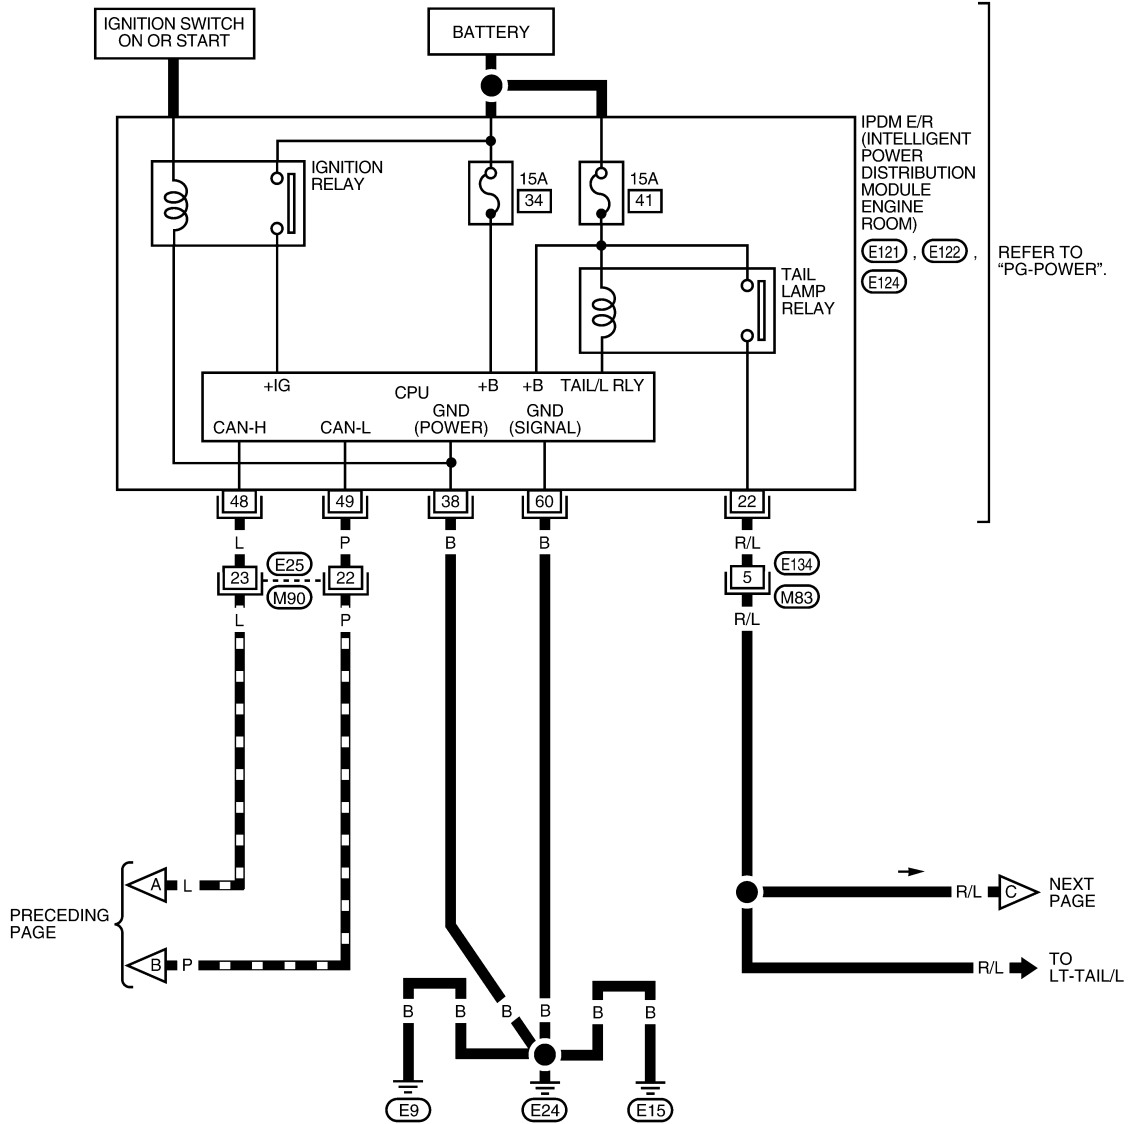 IGNITION SWITCH
ON OR START
BATTERY
IPDM E/R
(INTELLIGENT
POWER
DISTRIBUTION
MODULE
ENGINE
ROOM)
E121 , E122 ,
E124
REFER TO
“PG-POWER”.
IGNITION
RELAY
15A
34
15A
41
TAIL
LAMP
RELAY
+IG
CPU
+B
+B
TAIL/L RLY
GND
(POWER)
GND
(SIGNAL)
CAN-H
CAN-L
48
49
38
60
22
L
P
B
B
R/L
23
E25
M90
22
5
E134
M83
L
P
R/L
PRECEDING
PAGE
A
L
B
P
R/L
C
NEXT
PAGE
R/L
TO
LT-TAIL/L
B
B
B
B
B
B
E9
E24
E15